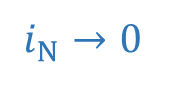 i_N → 0